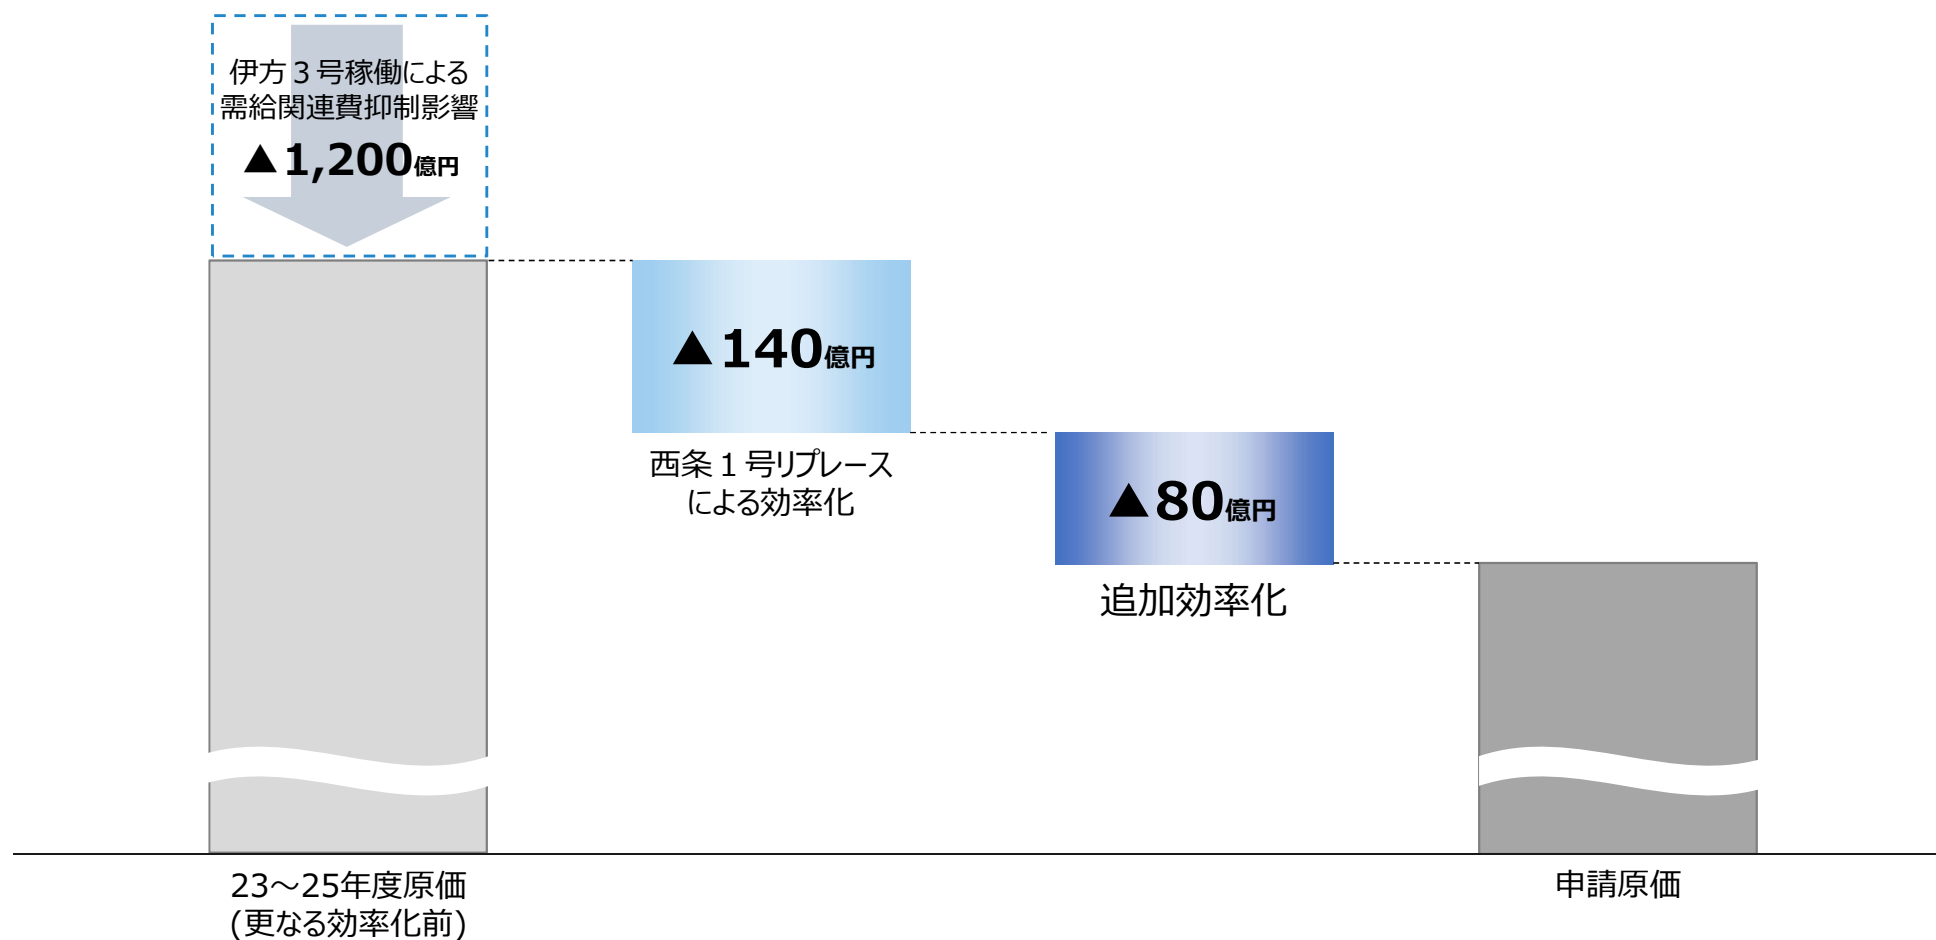 伊方３号稼働による
需給関連費抑制影響
▲1,200億円
▲140億円
西条１号リプレース
による効率化
▲80億円
追加効率化
23～25年度原価
(更なる効率化前)
申請原価